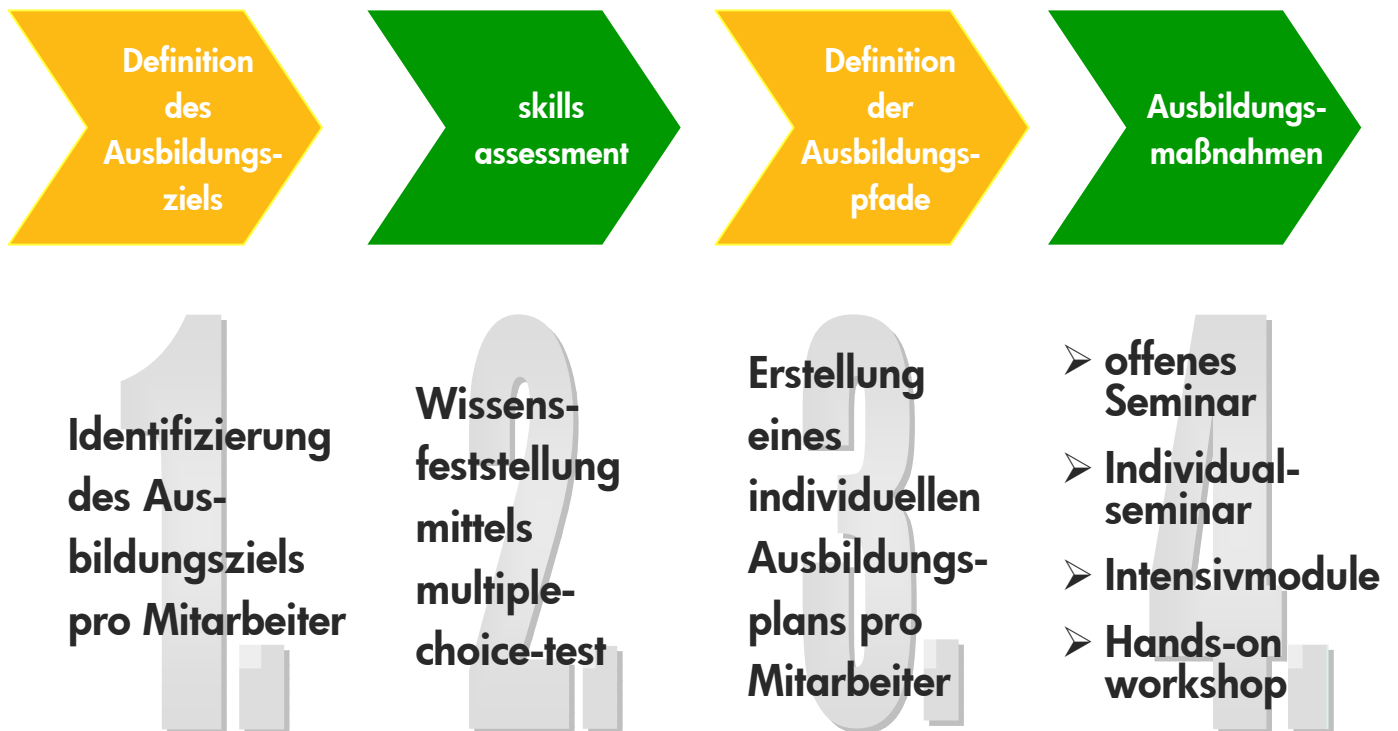 Definition
des
Ausbildungs-
ziels
skills
assessment
Definition
der
Ausbildungs-
pfade
Ausbildungs-
maßnahmen
1.
Identifizierung
des Aus-
bildungsziels
pro Mitarbeiter
2.
Wissens-
feststellung
mittels
multiple-
choice-test
3.
Erstellung
eines
individuellen
Ausbildungs-
plans pro
Mitarbeiter
4.
➢ offenes
Seminar
➢ Individual-
seminar
➢ Intensivmodule
➢ Hands-on
workshop